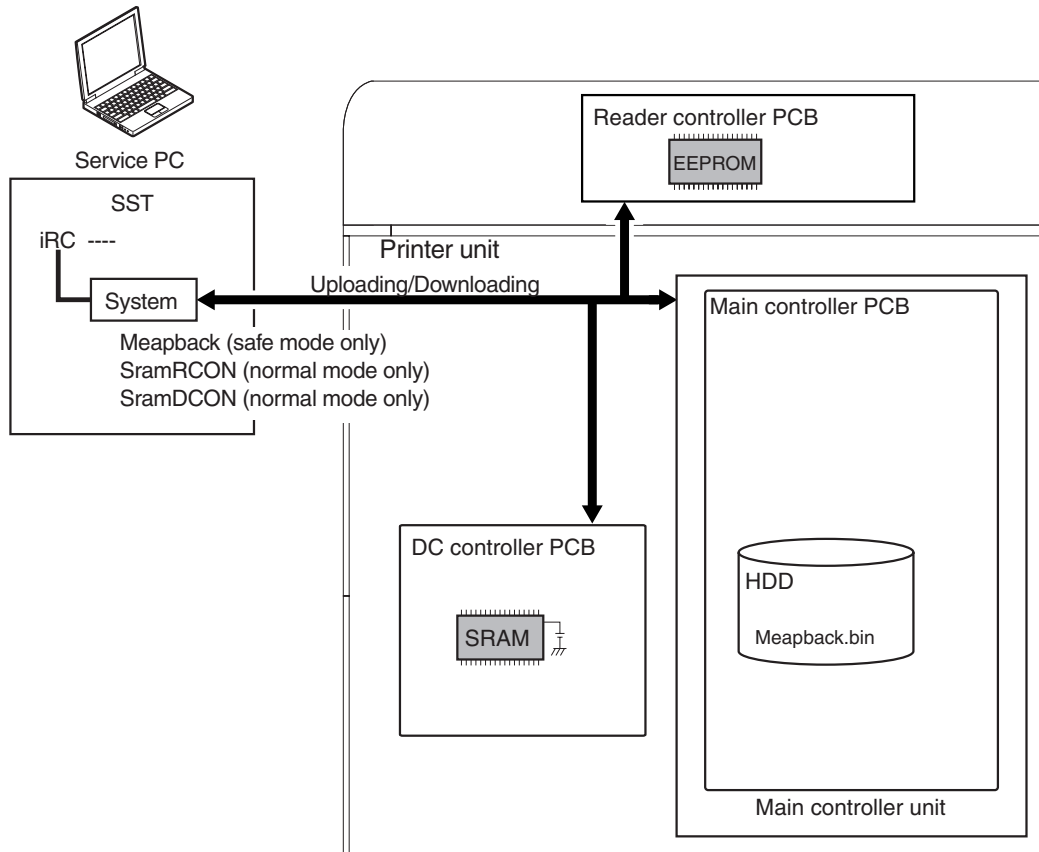 Service PC
SST
iRC ----
System
Meapback (safe mode only)
SramRCON (normal mode only)
SramDCON (normal mode only)
Uploading/Downloading
Printer unit
Reader controller PCB
EEPROM
Main controller PCB
HDD
Meapback.bin
Main controller unit
DC controller PCB
SRAM